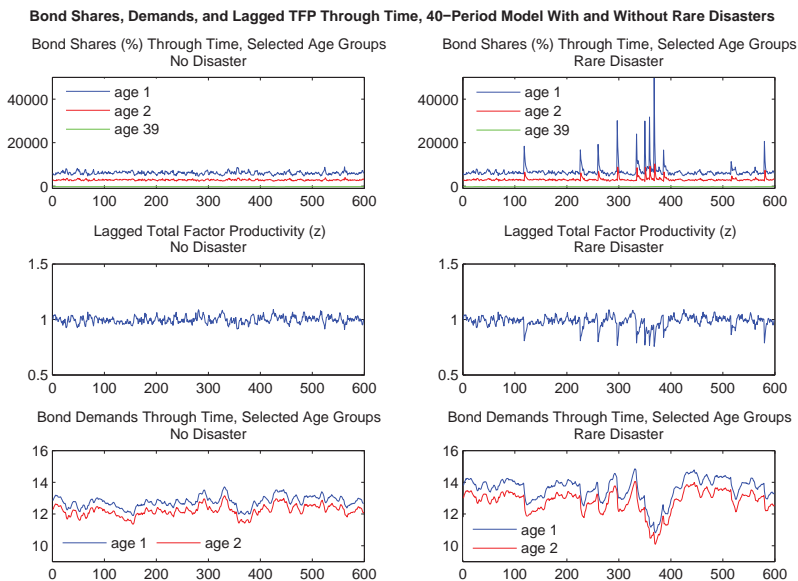 Bond Shares, Demands, and Lagged TFP Through Time, 40−Period Model With and Without Rare Disasters
Bond Shares (%) Through Time, Selected Age Groups
No Disaster
40000
20000
0
age 1
age 2
age 39
0 100 200 300 400 500 600
Bond Shares (%) Through Time, Selected Age Groups
Rare Disaster
40000
20000
0
age 1
age 2
age 39
0 100 200 300 400 500 600
Lagged Total Factor Productivity (z)
No Disaster
1.5
1
0.5
0 100 200 300 400 500 600
Lagged Total Factor Productivity (z)
Rare Disaster
1.5
1
0.5
0 100 200 300 400 500 600
Bond Demands Through Time, Selected Age Groups
No Disaster
16
14
12
10
age 1 age 2
0 100 200 300 400 500 600
Bond Demands Through Time, Selected Age Groups
Rare Disaster
16
14
12
10
age 1
age 2
0 100 200 300 400 500 600